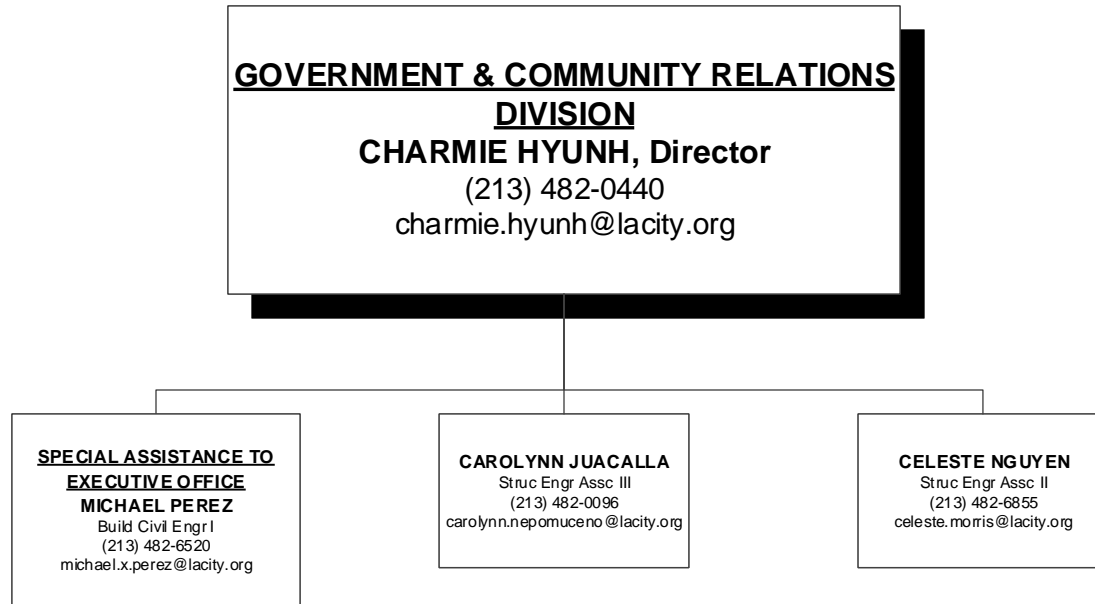 GOVERNMENT & COMMUNITY RELATIONS
DIVISION
CHARMIE HYUNH, Director
(213) 482-0440
charmie.hyunh@lacity.org
SPECIAL ASSISTANCE TO
EXECUTIVE OFFICE
MICHAEL PEREZ
Build Civil Engr I
(213) 482-6520
michael.x.perez@lacity.org
CAROLYNN JUACALLA
Struc Engr Assc III
(213) 482-0096
carolynn.nepomuceno@lacity.org
CELESTE NGUYEN
Struc Engr Assc II
(213) 482-6855
celeste.morris@lacity.org